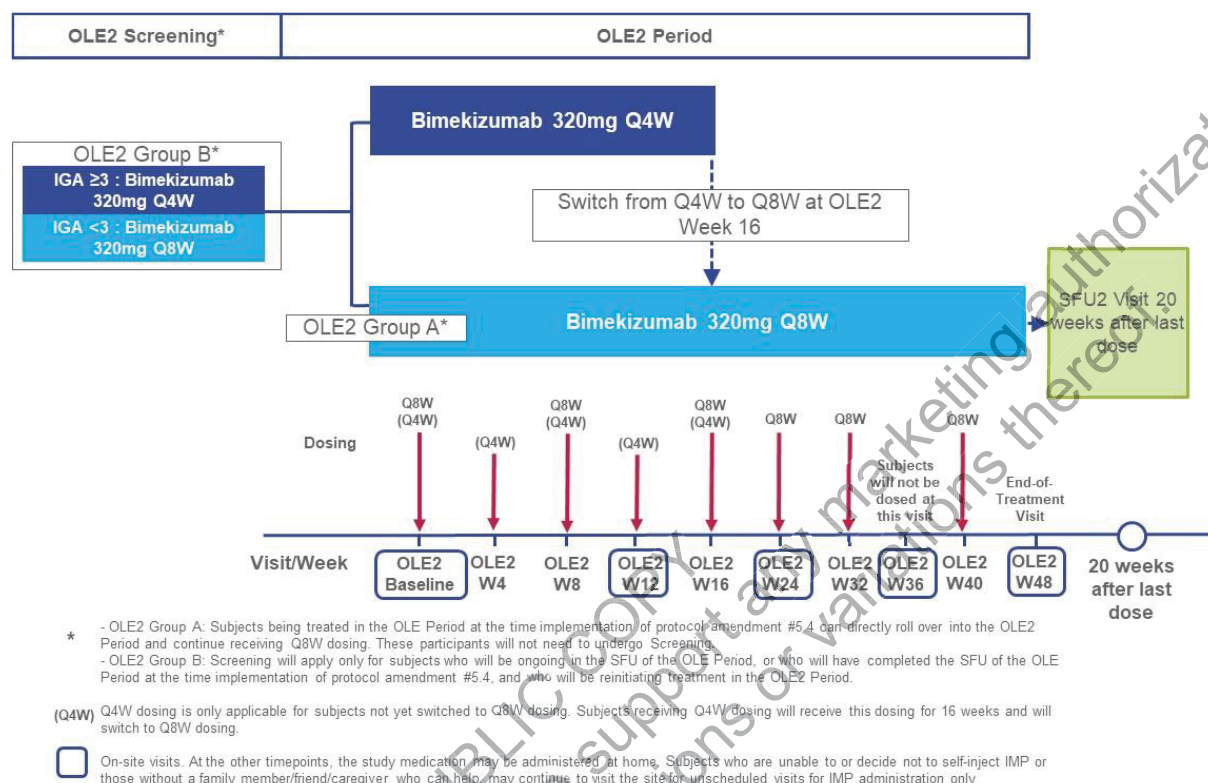 OLE2 Screening*
OLE2 Period
Bimekizumab 320mg Q4W
OLE2 Group B*
IGA ≥3 : Bimekizumab
320mg Q4W
IGA <3 : Bimekizumab
320mg Q8W
Switch from Q4W to Q8W at OLE2
Week 16
OLE2 Group A*
Bimekizumab 320mg Q8W
SFU2 Visit 20
weeks after last
dose
Dosing
Q8W
(Q4W)
(Q4W)
Q8W
(Q4W)
(Q4W)
Q8W
(Q4W)
Q8W
Q8W
Subjects
will not be
dosed at
this visit
Q8W
End-of-
Treatment
Visit
Visit/Week
OLE2
Baseline
OLE2
W4
OLE2
W8
OLE2
W12
OLE2
W16
OLE2
W24
OLE2
W32
OLE2
W36
OLE2
W40
OLE2
W48
20 weeks
after last
dose
* - OLE2 Group A: Subjects being treated in the OLE Period at the time implementation of protocol amendment #5.4 can directly roll over into the OLE2
Period and continue receiving Q8W dosing. These participants will not need to undergo Screening.
- OLE2 Group B: Screening will apply only for subjects who will be ongoing in the SFU of the OLE Period, or who will have completed the SFU of the OLE
Period at the time implementation of protocol amendment #5.4, and who will be reinitiating treatment in the OLE2 Period.
(Q4W) Q4W dosing is only applicable for subjects not yet switched to Q8W dosing. Subjects receiving Q4W dosing will receive this dosing for 16 weeks and will
switch to Q8W dosing.
On-site visits. At the other timepoints, the study medication may be administered at home. Subjects who are unable to or decide not to self-inject IMP or
those without a family member/friend/caregiver who can help, may continue to visit the site for unscheduled visits for IMP administration only
COPY
support any marketing
variations thereof.